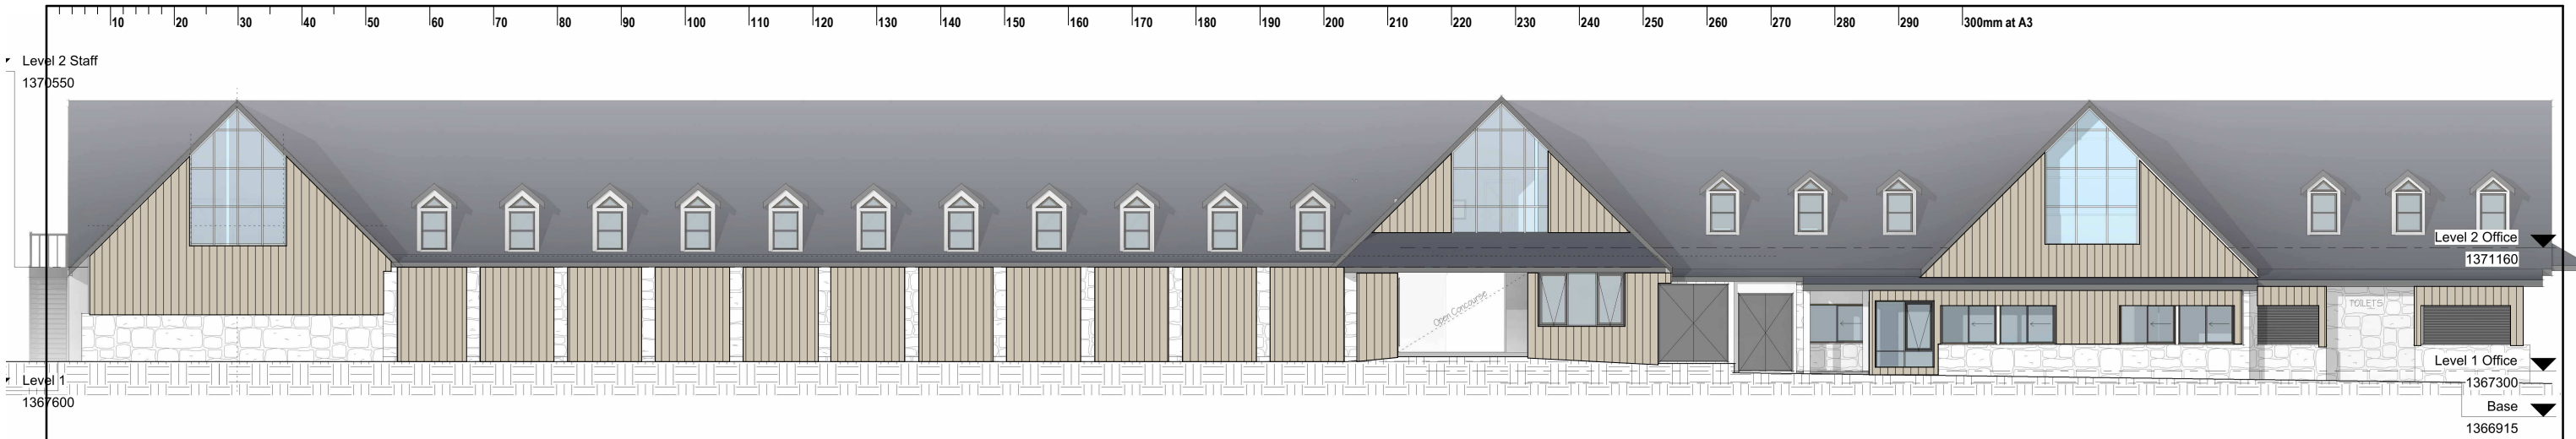 10 20 30 40 50 60 70 80 90 100 110 120 130 140 150 160 170 180 190 200 210 220 230 240 250 260 270 280 290 300mm at A3
Level 2 Staff
1370550
Level 2 Office
1371160
Open Concourse
TOILETS
Level 1 Office
1367300
Level 1
1367600
Base
1366915